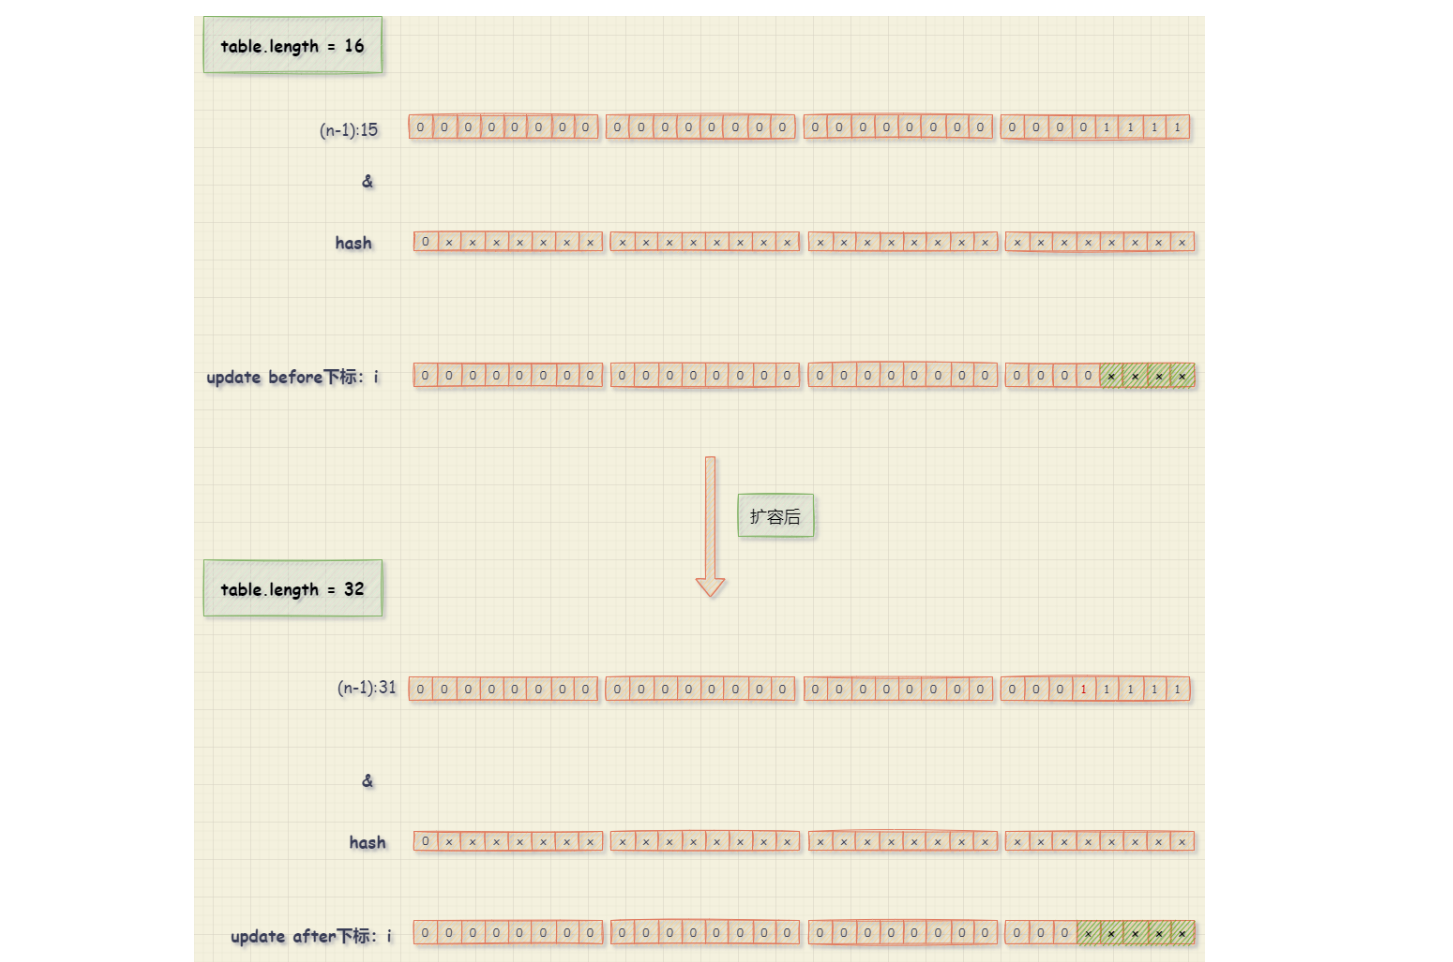 table.length = 16
(n-1):15 0 0 0 0 0 0 0 0 0 0 0 0 0 0 0 0 0 0 0 0 0 0 0 0 0 0 0 0 1 1 1 1
&
hash 0 x x x x x x x x x x x x x x x x x x x x x x x x x x x x x x x
update before下标：i 0 0 0 0 0 0 0 0 0 0 0 0 0 0 0 0 0 0 0 0 0 0 0 0 0 0 0 0 x x x x
扩容后
table.length = 32
(n-1):31 0 0 0 0 0 0 0 0 0 0 0 0 0 0 0 0 0 0 0 0 0 0 0 0 0 0 0 1 1 1 1 1
&
hash 0 x x x x x x x x x x x x x x x x x x x x x x x x x x x x x x x
update after下标：i 0 0 0 0 0 0 0 0 0 0 0 0 0 0 0 0 0 0 0 0 0 0 0 0 0 0 0 x x x x x